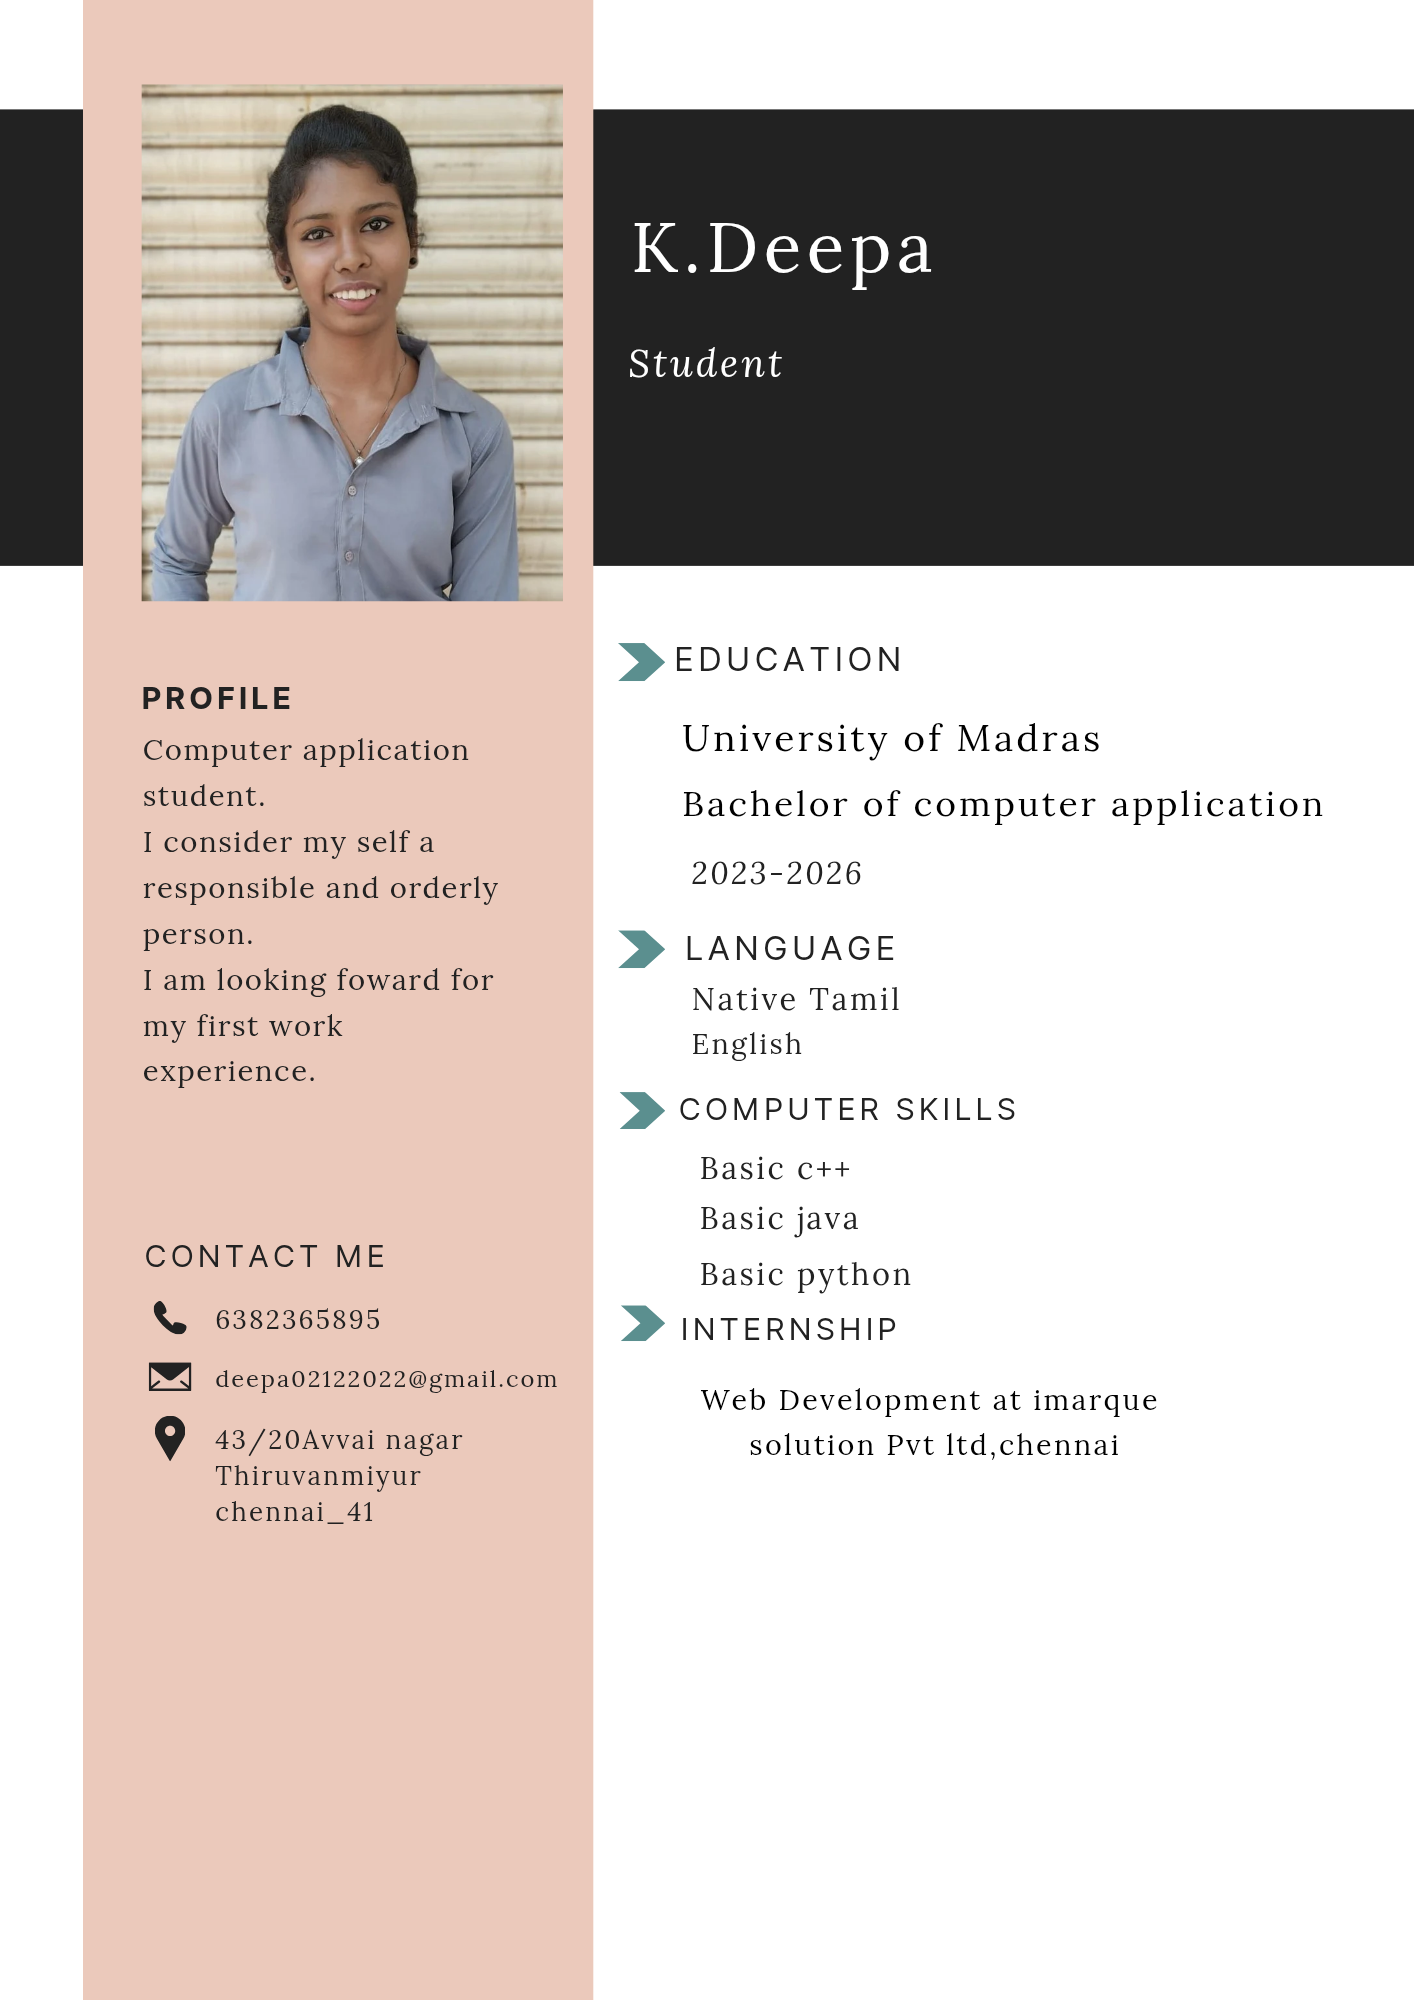 K.Deepa
Student
PROFILE
Computer application
student.
I consider my self a
responsible and orderly
person.
I am looking foward for
my first work
experience.
CONTACT ME
6382365895
deepa02122022@gmail.com
43/20Avvai nagar
Thiruvanmiyur
chennai_41
EDUCATION
University of Madras
Bachelor of computer application
2023-2026
LANGUAGE
Native Tamil
English
COMPUTER SKILLS
Basic c++
Basic java
Basic python
INTERNSHIP
Web Development at imarque
solution Pvt ltd,chennai